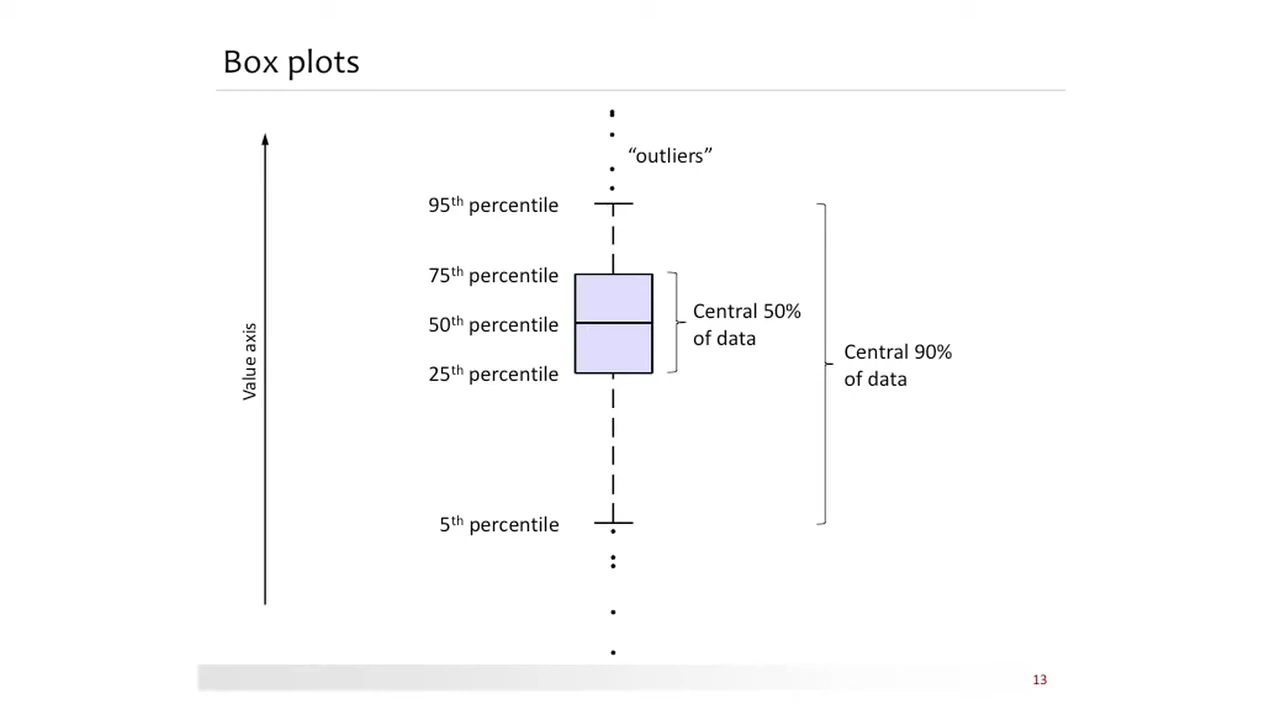 Box plots
“outliers”
95th percentile
75th percentile
Central 50%
of data
50th percentile
Central 90%
of data
25th percentile
Value axis
5th percentile
13